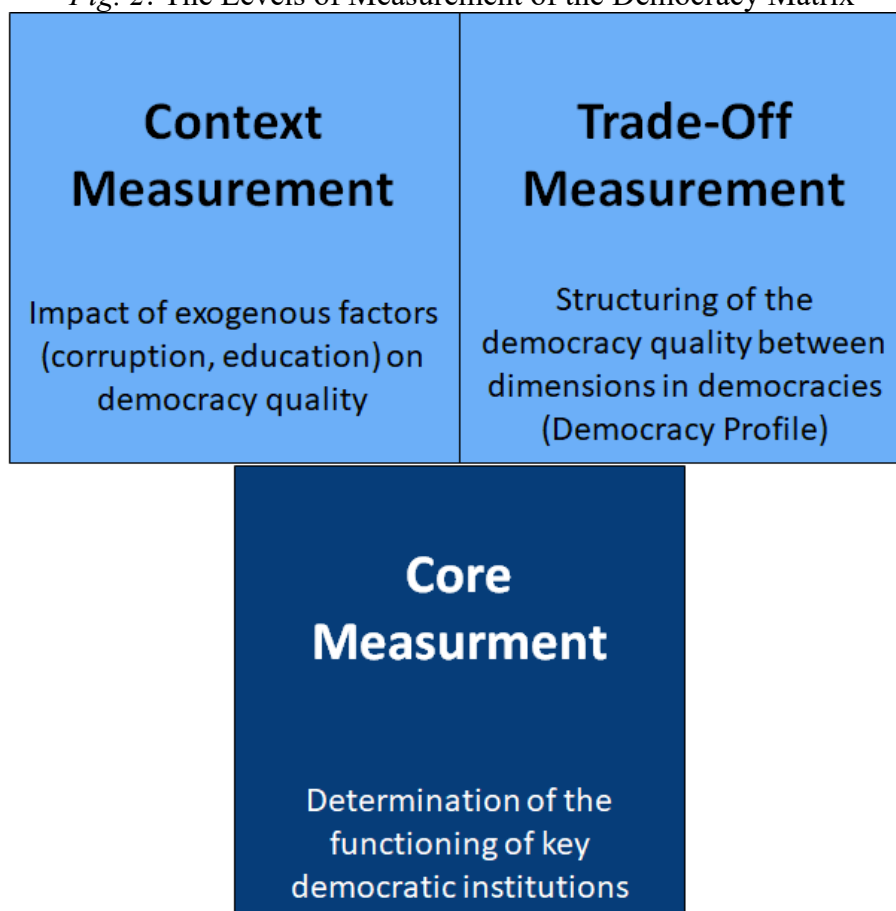 Fig. 2: The Levels of Measurement of the Democracy Matrix
Context
Measurement
Impact of exogenous factors
(corruption, education) on
democracy quality
Trade-Off
Measurement
Structuring of the
democracy quality between
dimensions in democracies
(Democracy Profile)
Core
Measurment
Determination of the
functioning of key
democratic institutions